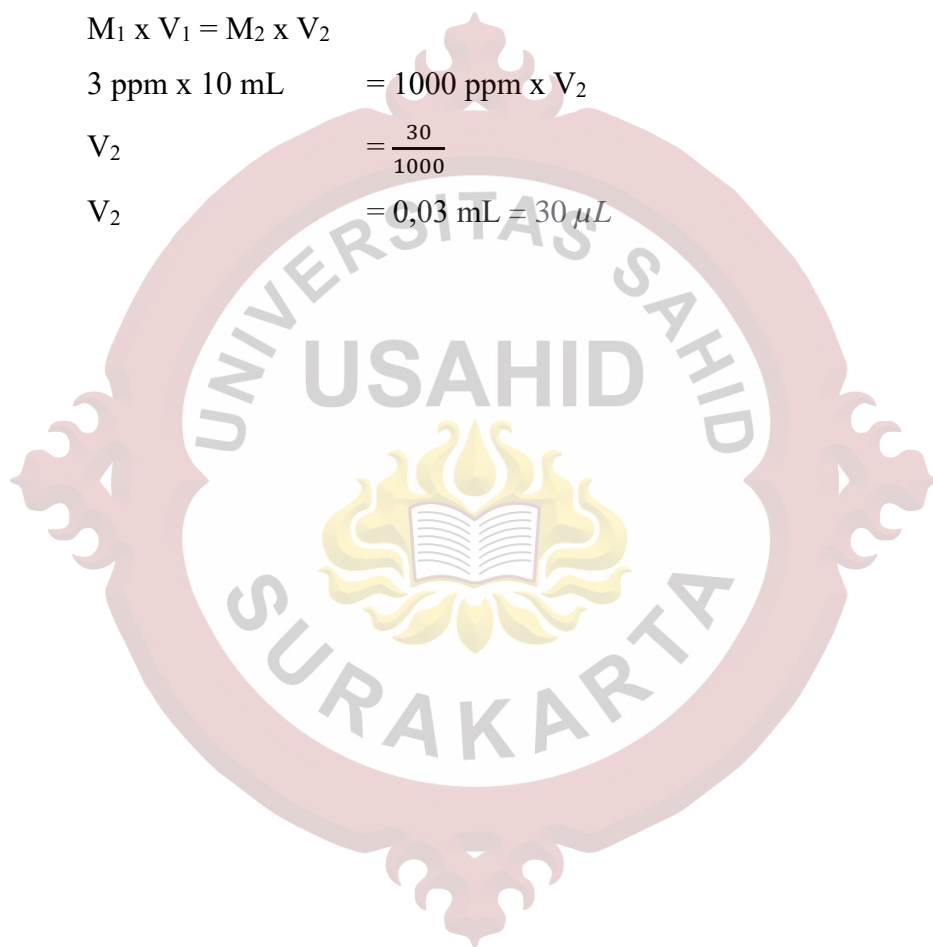 M₁ x V₁ = M₂ x V₂
3 ppm x 10 mL = 1000 ppm x V₂
V₂ = 30/1000
V₂ = 0,03 mL = 30 μL
UNIVERSITAS SAHID
USAHID
SURAKARTA